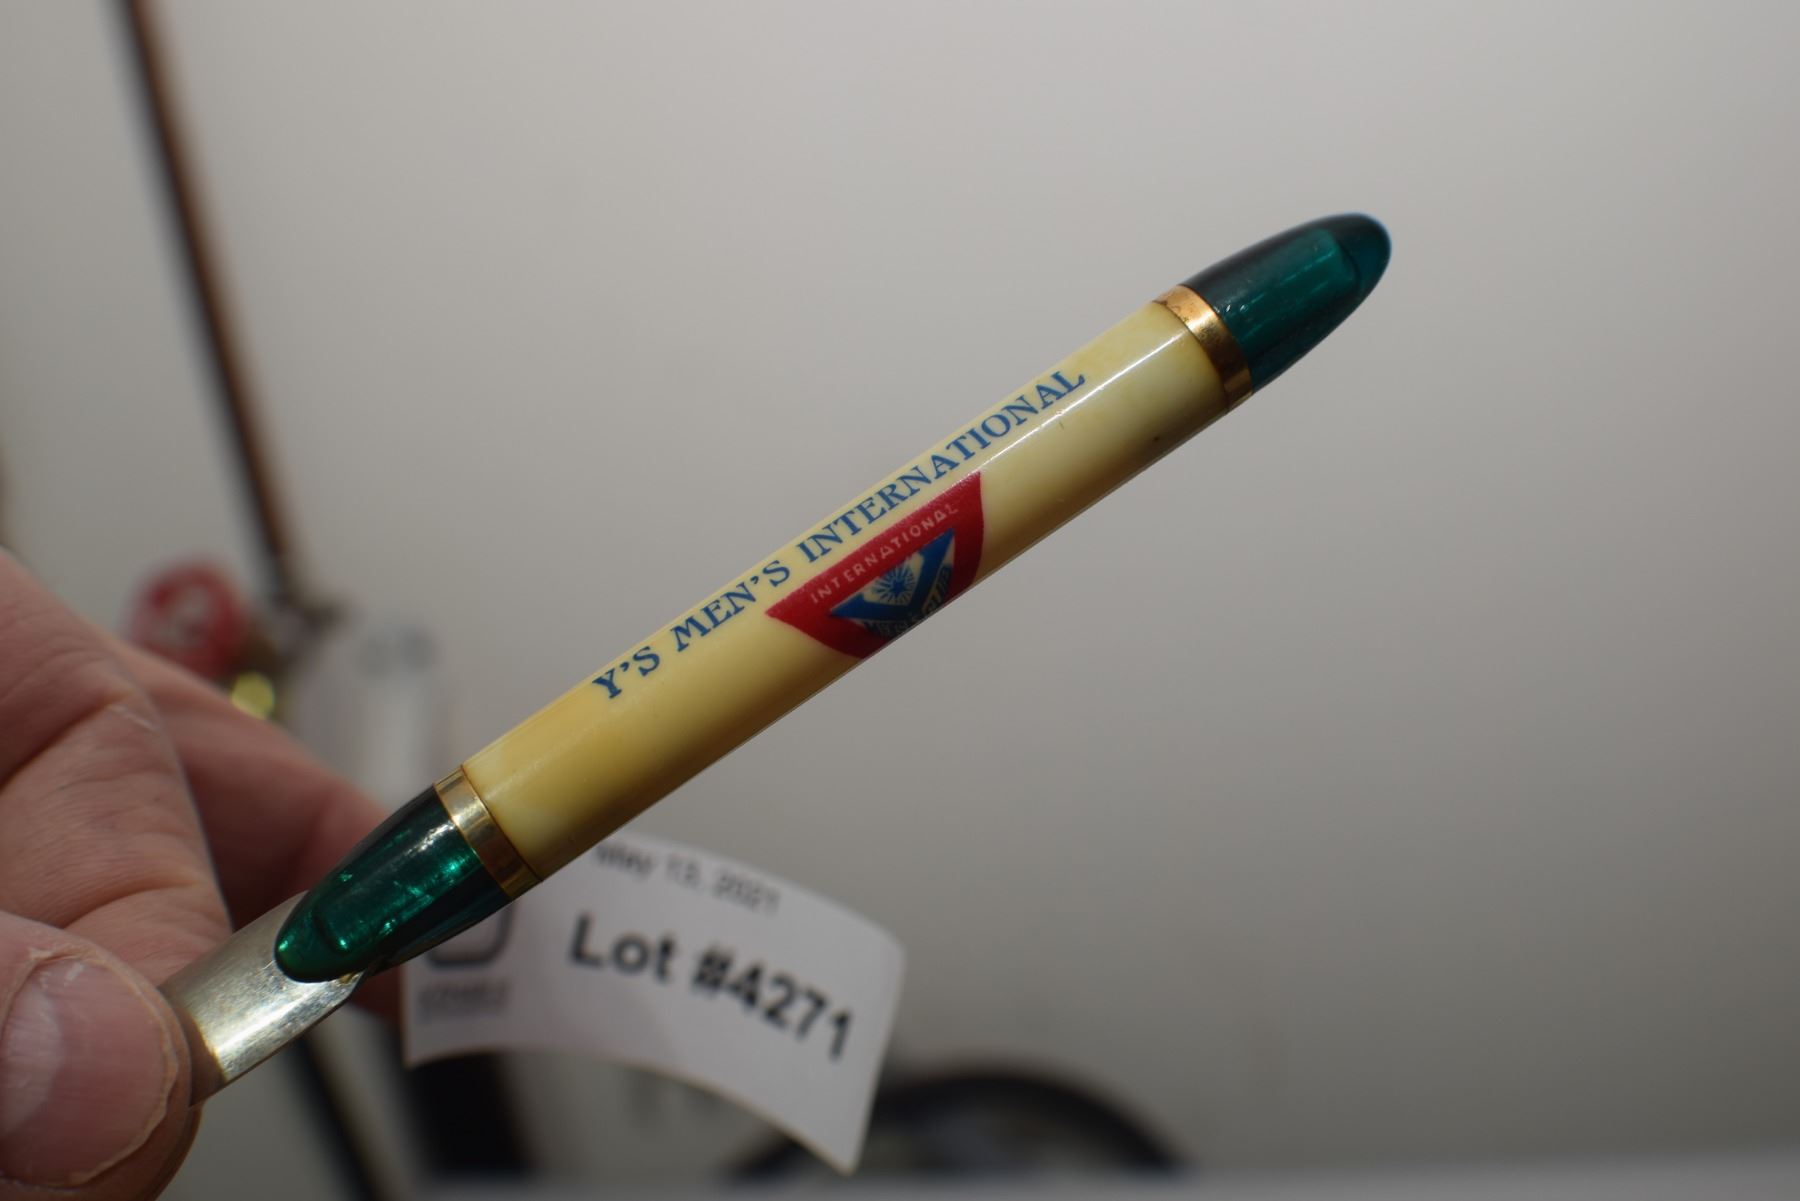 Y'S MEN'S INTERNATIONAL
INTERNATIONAL
May 13, 2021
Lot #4271